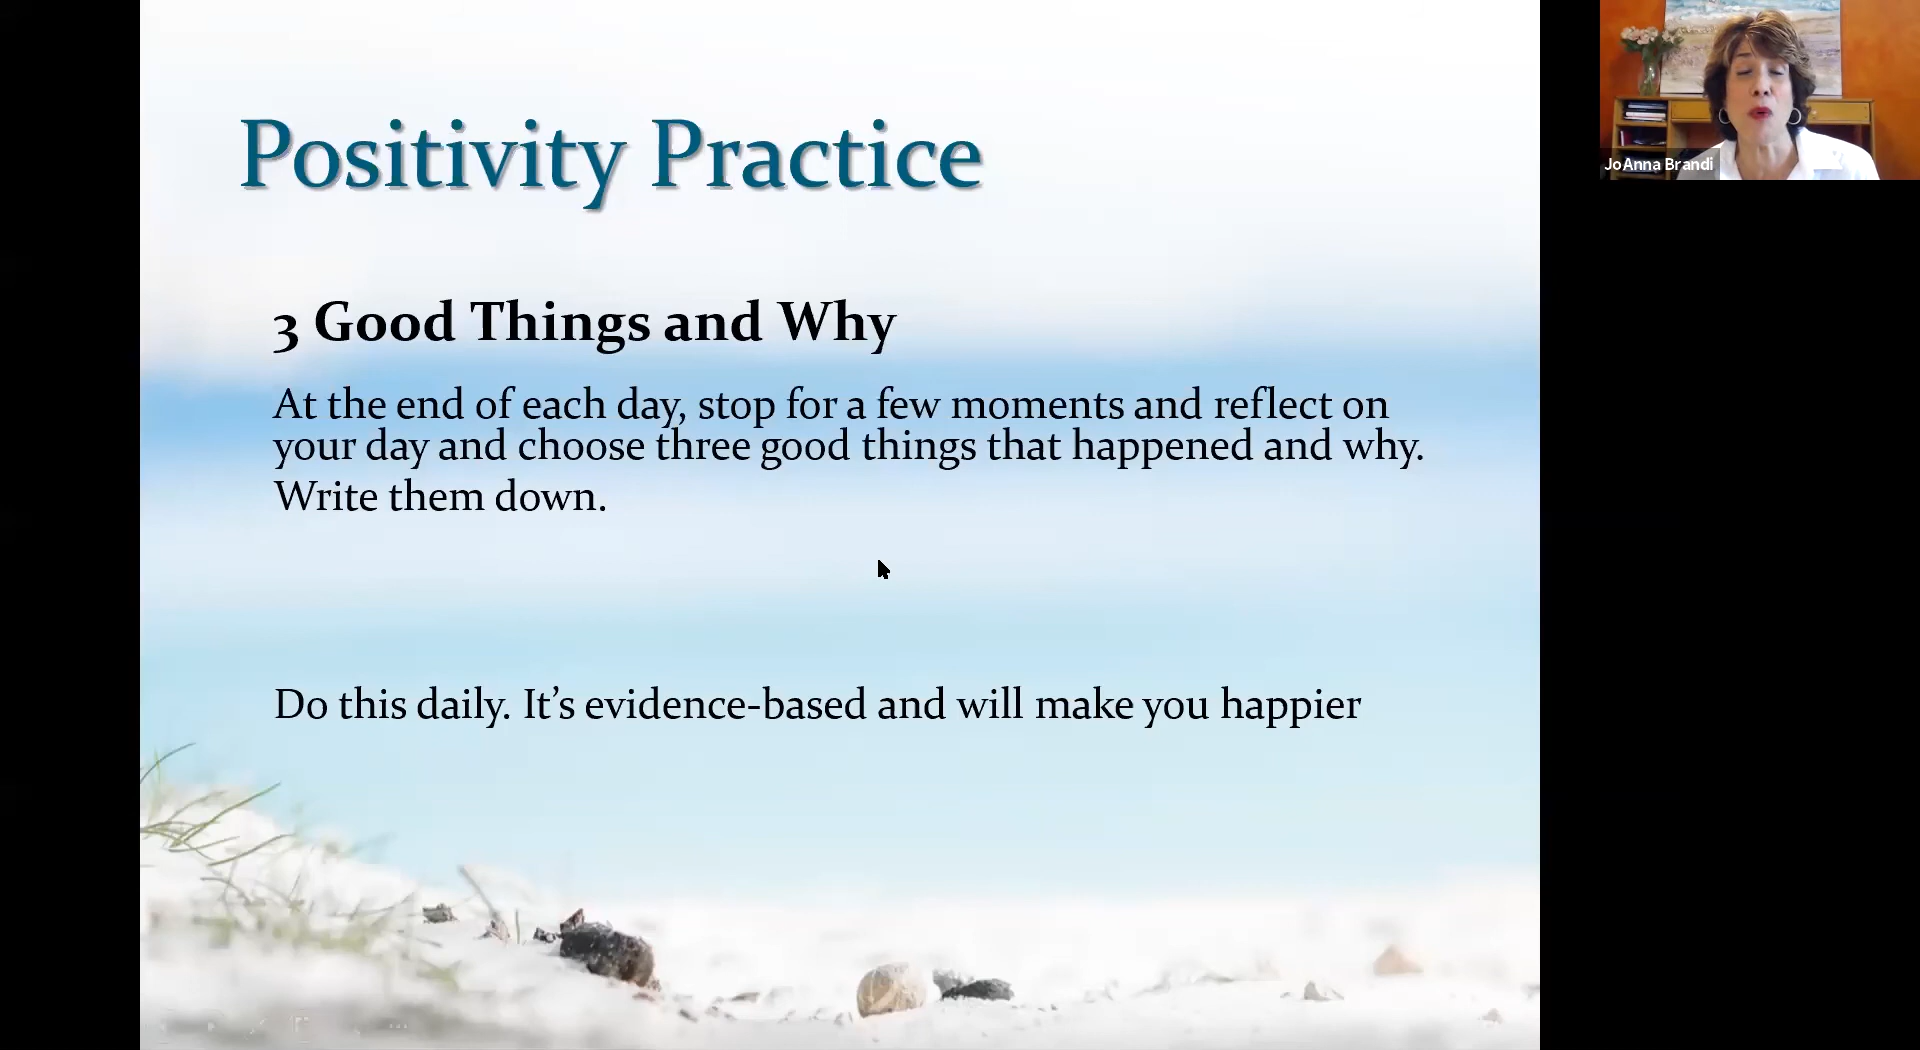 Positivity Practice
3 Good Things and Why
At the end of each day, stop for a few moments and reflect on
your day and choose three good things that happened and why.
Write them down.
Do this daily. It’s evidence-based and will make you happier
JoAnna Brandi